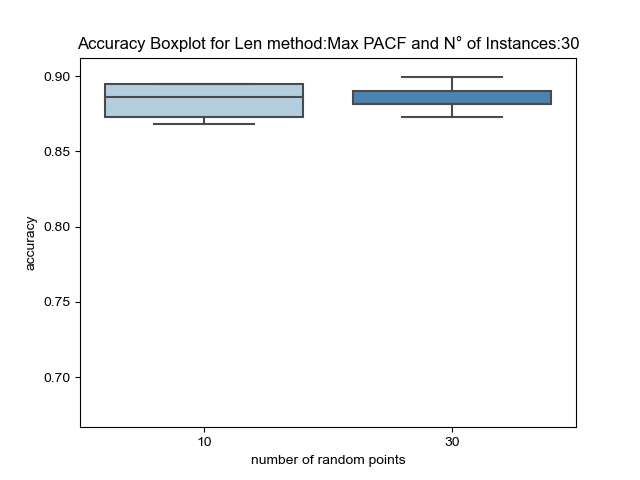 Accuracy Boxplot for Len method:Max PACF and N° of Instances:30
0.90
0.85
0.80
0.75
0.70
accuracy
10 30
number of random points